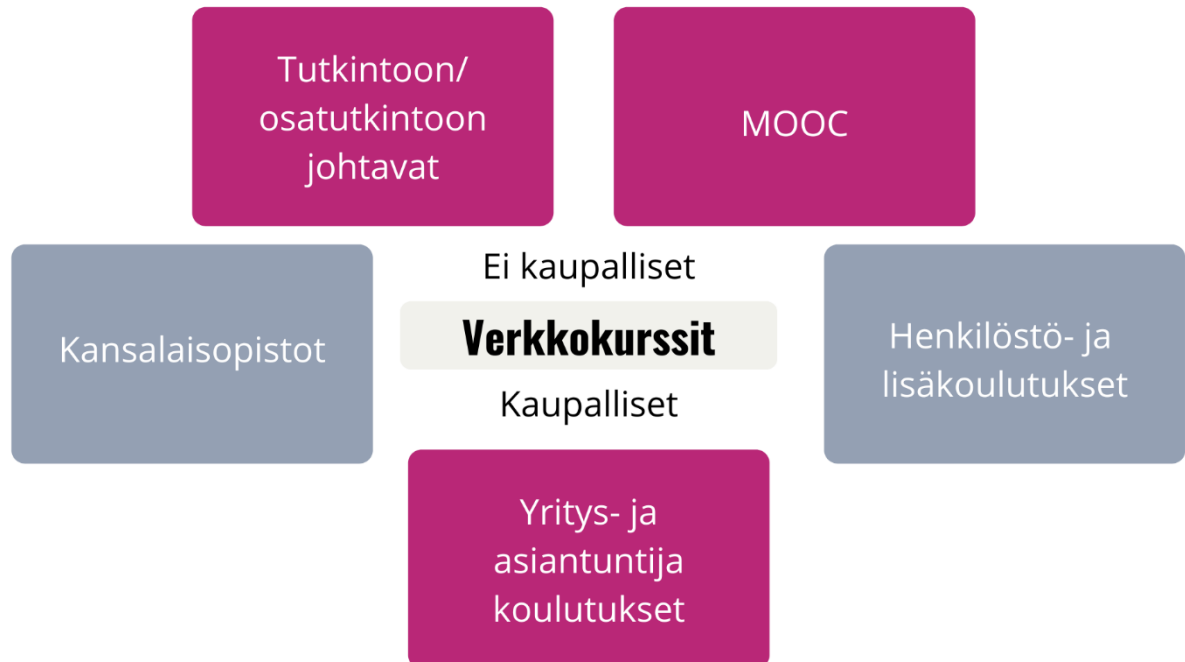 Tutkintoon/
osatutkintoon
johtavat
MOOC
Ei kaupalliset
Kansalaisopistot
Verkkokurssit
Henkilöstö- ja
lisäkoulutukset
Kaupalliset
Yritys- ja
asiantuntija
koulutukset